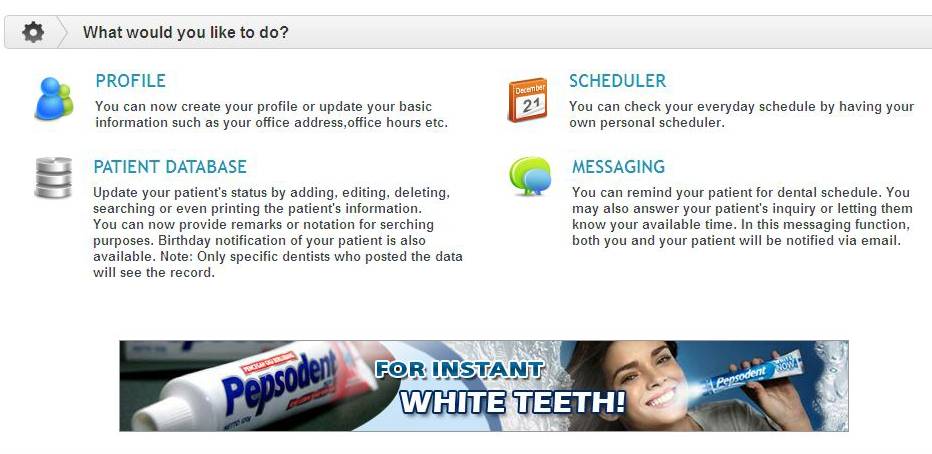 What would you like to do?
PROFILE
You can now create your profile or update your basic
information such as your office address,office hours etc.
December
21
SCHEDULER
You can check your everyday schedule by having your
own personal scheduler.
PATIENT DATABASE
Update your patient's status by adding, editing, deleting,
searching or even printing the patient's information.
You can now provide remarks or notation for serching
purposes. Birthday notification of your patient is also
available. Note: Only specific dentists who posted the data
will see the record.
MESSAGING
You can remind your patient for dental schedule. You
may also answer your patient's inquiry or letting them
know your available time. In this messaging function,
both you and your patient will be notified via email.
Pepsodent
FOR INSTANT
WHITE TEETH!
Pepsodent
WHITE
NOW